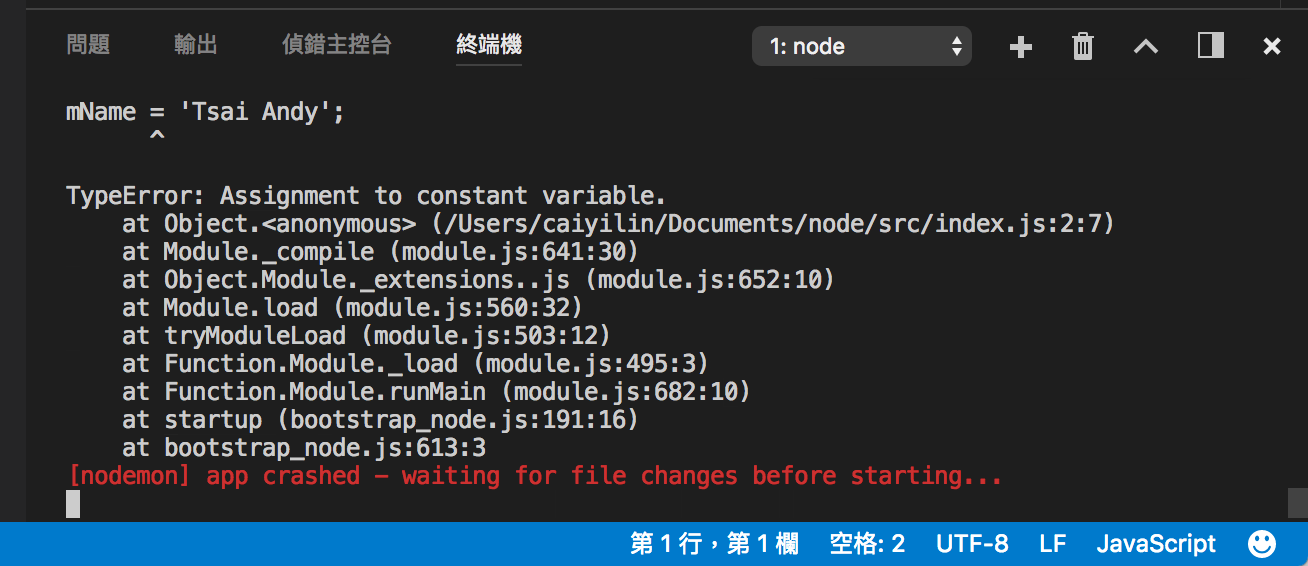 問題 輸出 偵錯主控台 終端機 1: node
mName = 'Tsai Andy';
^
TypeError: Assignment to constant variable.
at Object.<anonymous> (/Users/caiyilin/Documents/node/src/index.js:2:7)
at Module._compile (module.js:641:30)
at Object.Module._extensions..js (module.js:652:10)
at Module.load (module.js:560:32)
at tryModuleLoad (module.js:503:12)
at Function.Module._load (module.js:495:3)
at Function.Module.runMain (module.js:682:10)
at startup (bootstrap_node.js:191:16)
at bootstrap_node.js:613:3
[nodemon] app crashed - waiting for file changes before starting...
第 1 行，第 1 欄 空格: 2 UTF-8 LF JavaScript